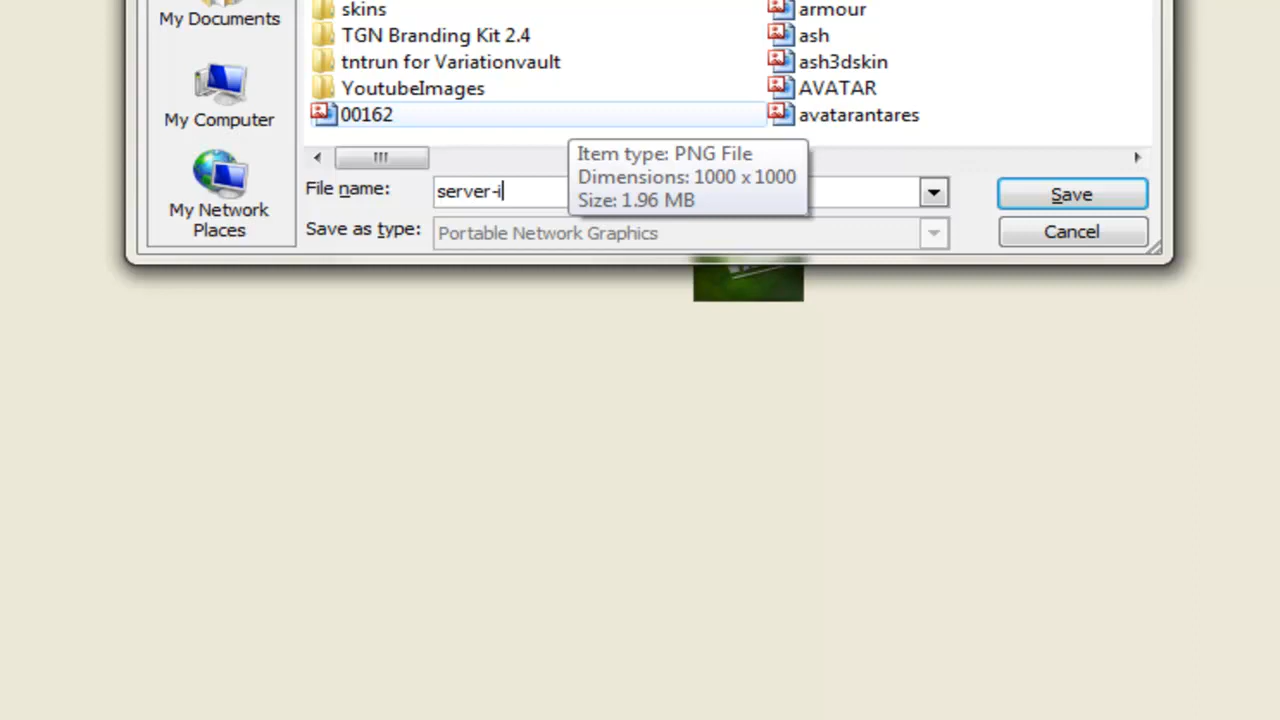 My Documents
My Computer
My Network
Places
skins
TGN Branding Kit 2.4
tntrun for Variationvault
YoutubeImages
00162
armour
ash
ash3dskin
AVATAR
avatarantares
Item type: PNG File
Dimensions: 1000 x 1000
Size: 1.96 MB
File name:
server-i
Save
Save as type:
Portable Network Graphics
Cancel